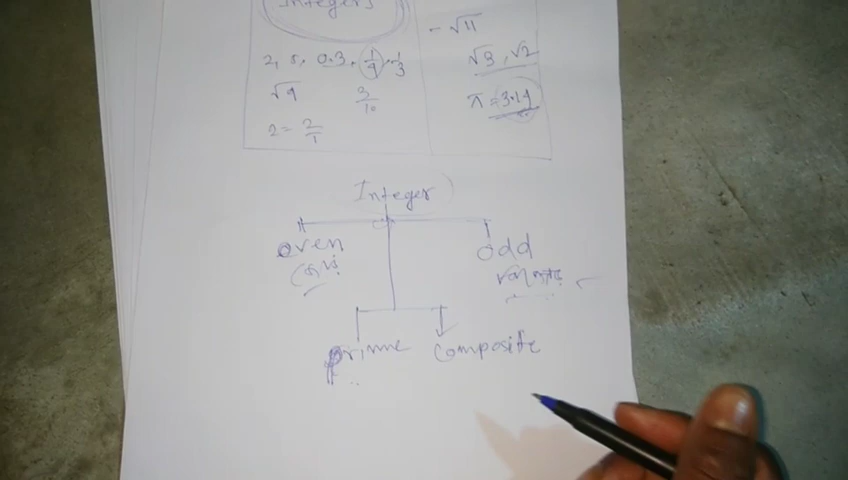 Integers
- √11
2, 5, 0.3, 1/4, 1/3
√3, √2
√9
3/10
π = 3.14
2 = 2/1
Integer
even
odd
prime
composite